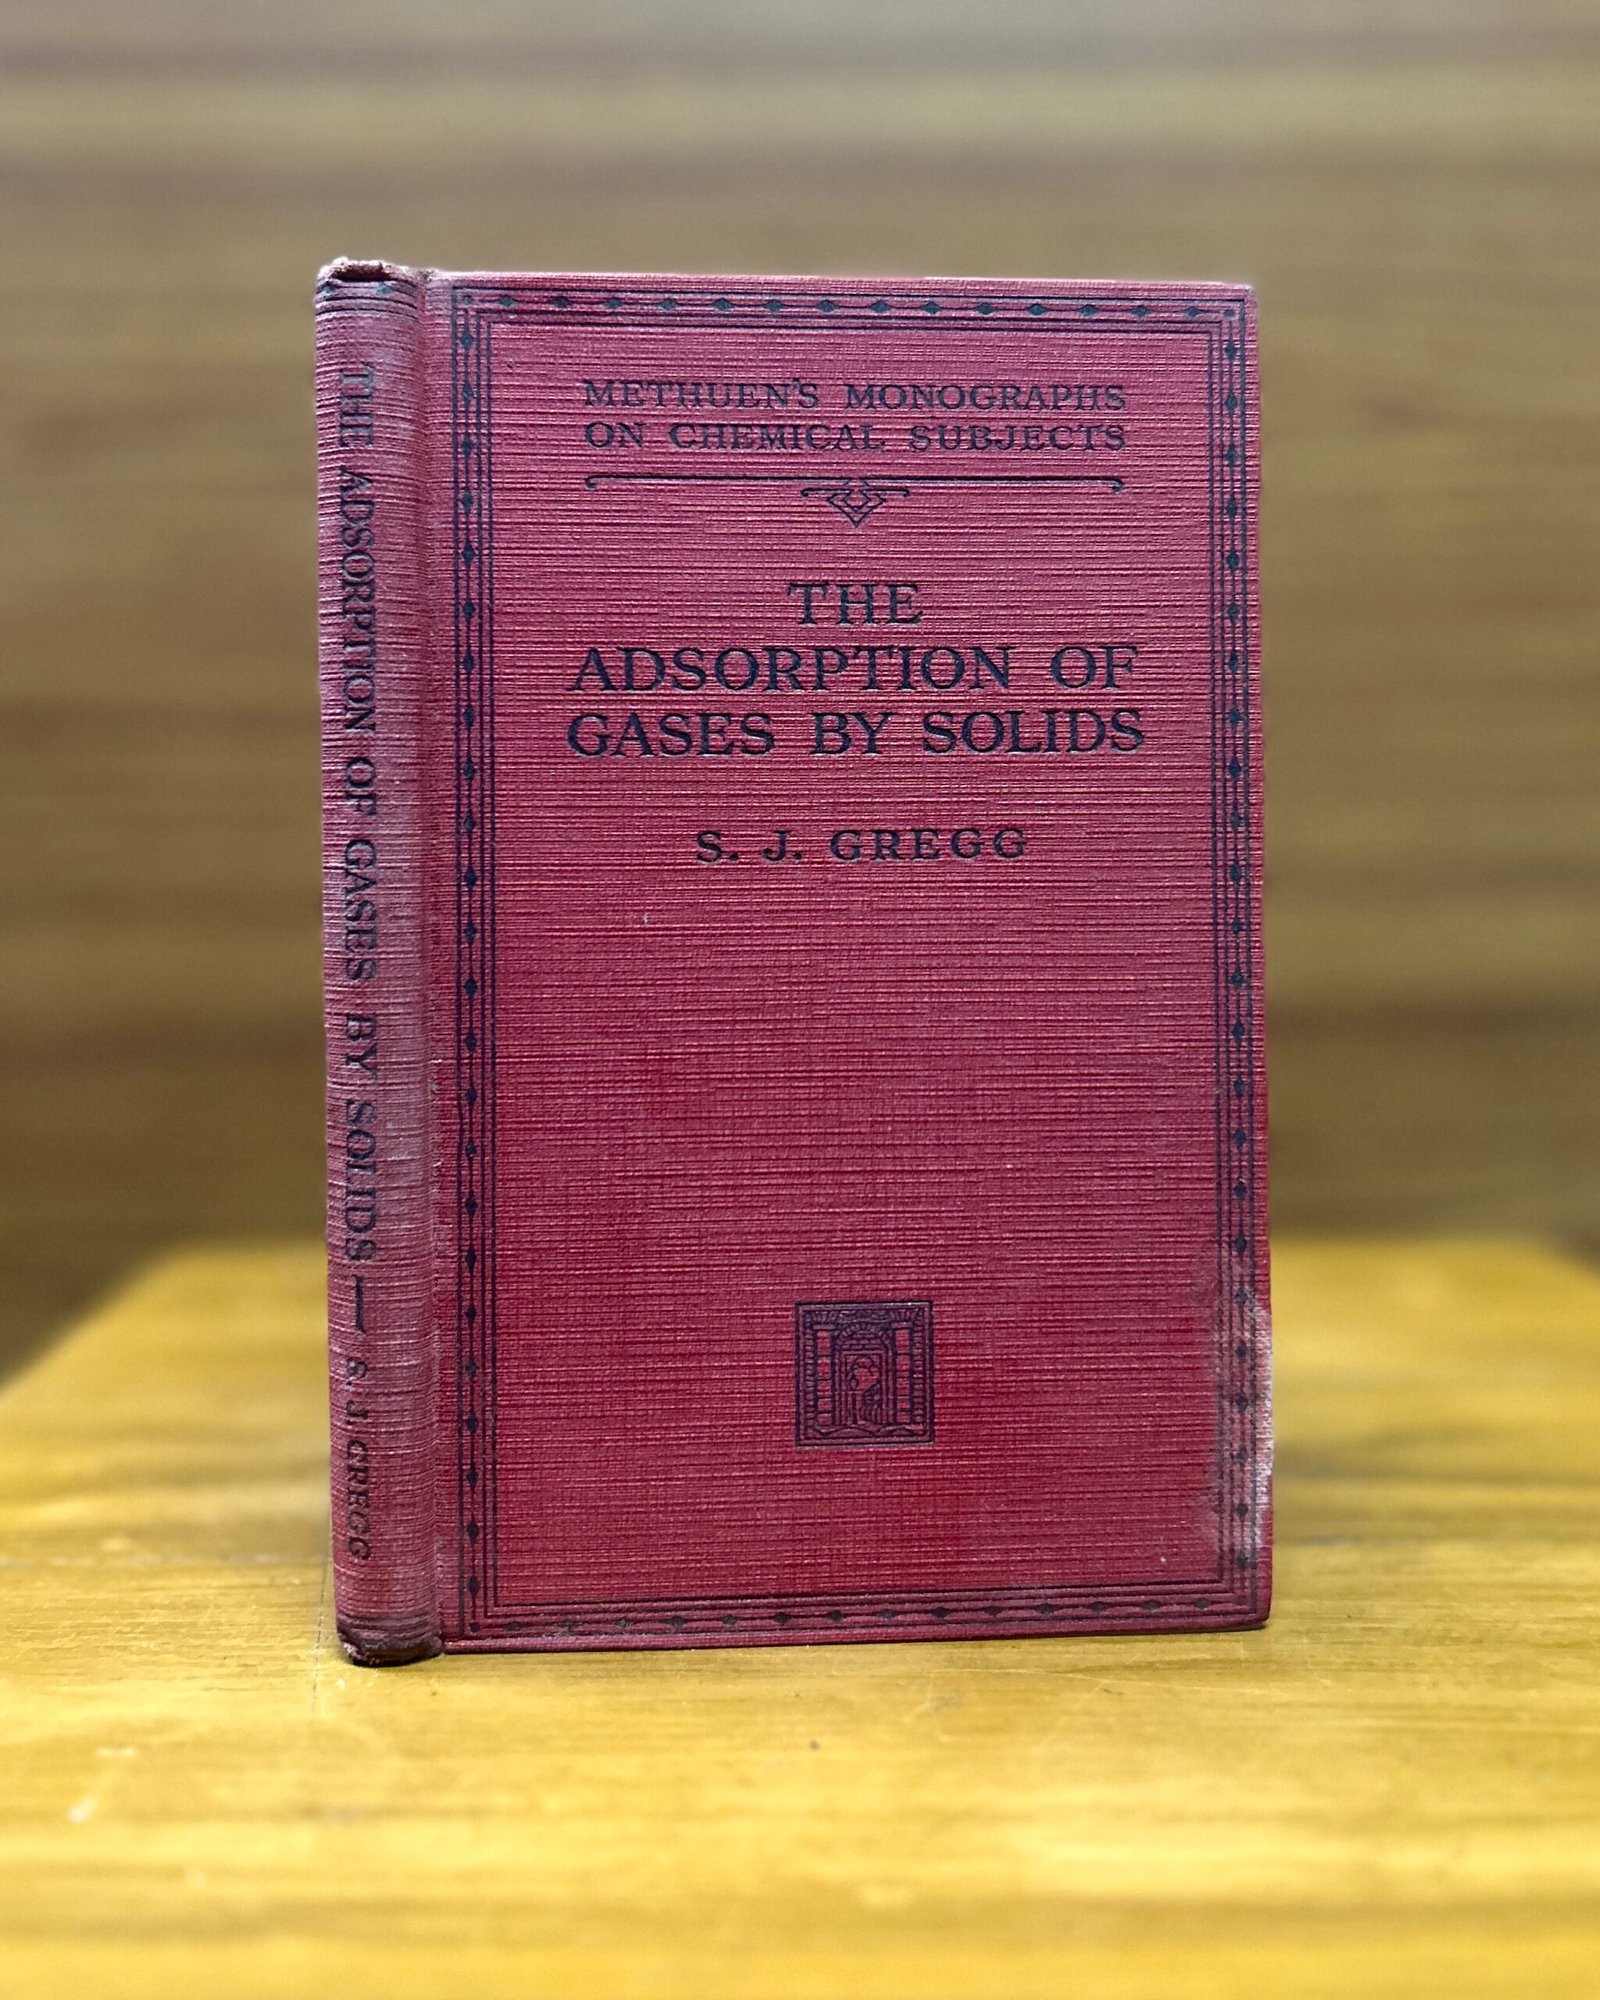 METHUEN'S MONOGRAPHS
ON CHEMICAL SUBJECTS
THE
ADSORPTION OF
GASES BY SOLIDS
S. J. GREGG
THE ADSORPTION OF GASES BY SOLIDS — S. J. GREGG